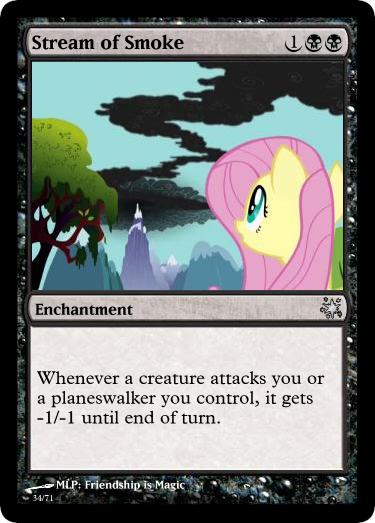 Stream of Smoke 1
Enchantment
Whenever a creature attacks you or
a planeswalker you control, it gets
-1/-1 until end of turn.
MLP: Friendship is Magic
34/71